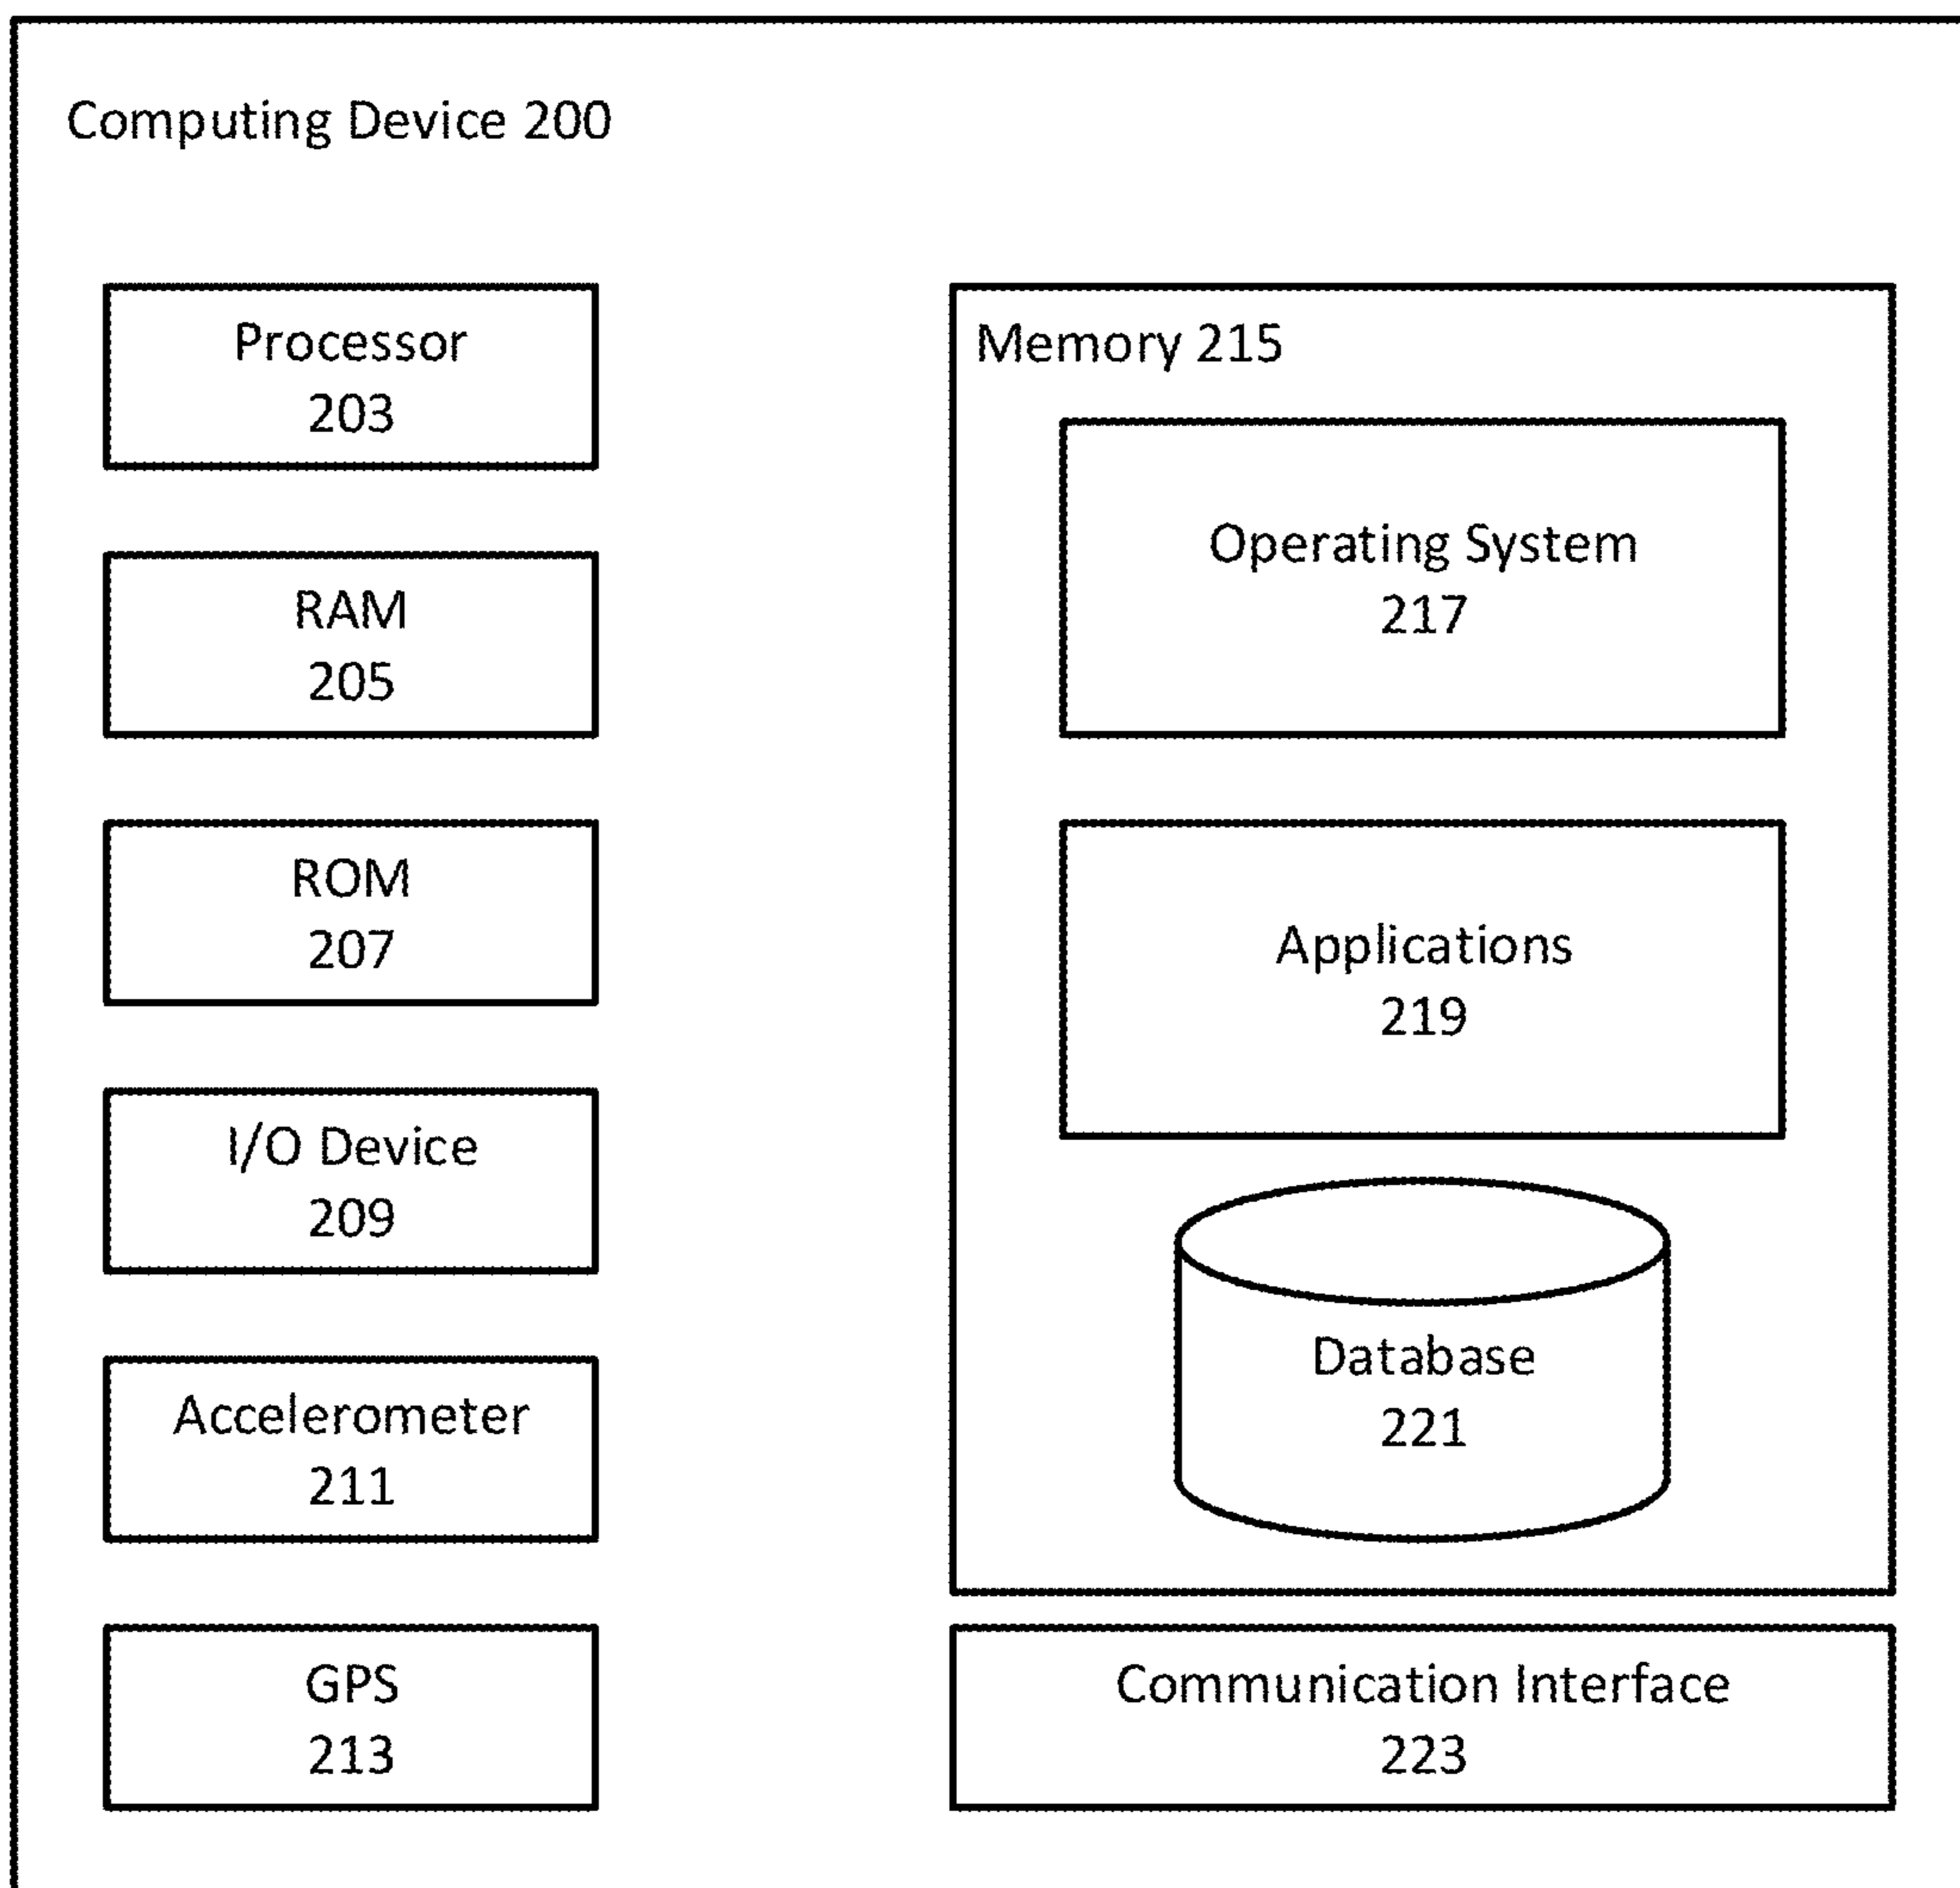 Computing Device 200
Processor
203
RAM
205
ROM
207
I/O Device
209
Accelerometer
211
GPS
213
Memory 215
Operating System
217
Applications
219
Database
221
Communication Interface
223